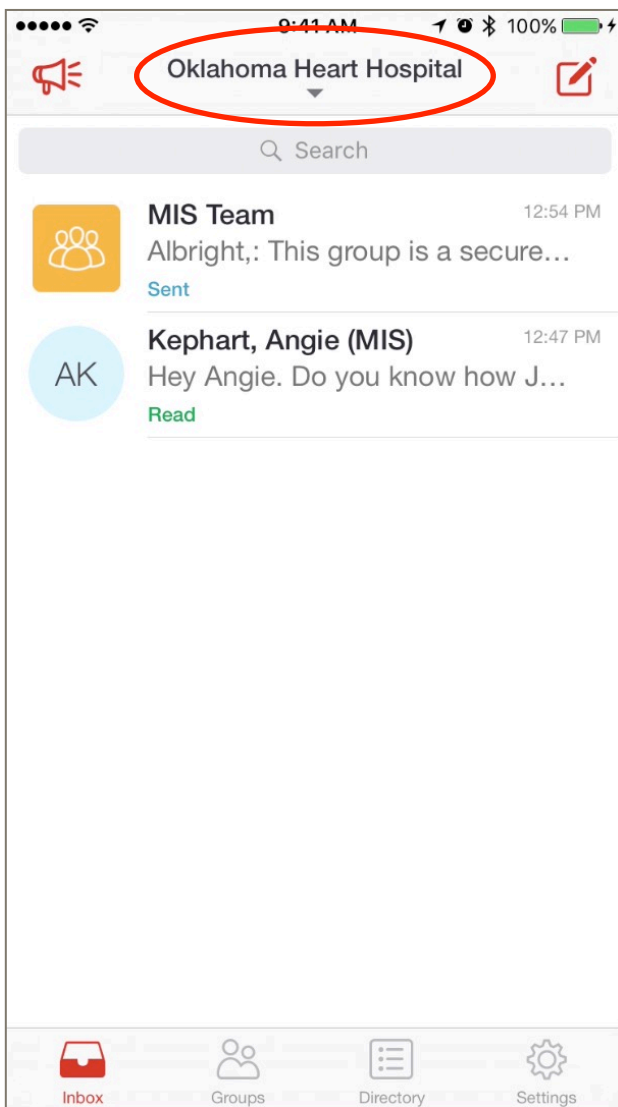 9:41 AM 100%
Oklahoma Heart Hospital
Search
MIS Team 12:54 PM
Albright,: This group is a secure...
Sent
AK
Kephart, Angie (MIS) 12:47 PM
Hey Angie. Do you know how J...
Read
Inbox Groups Directory Settings